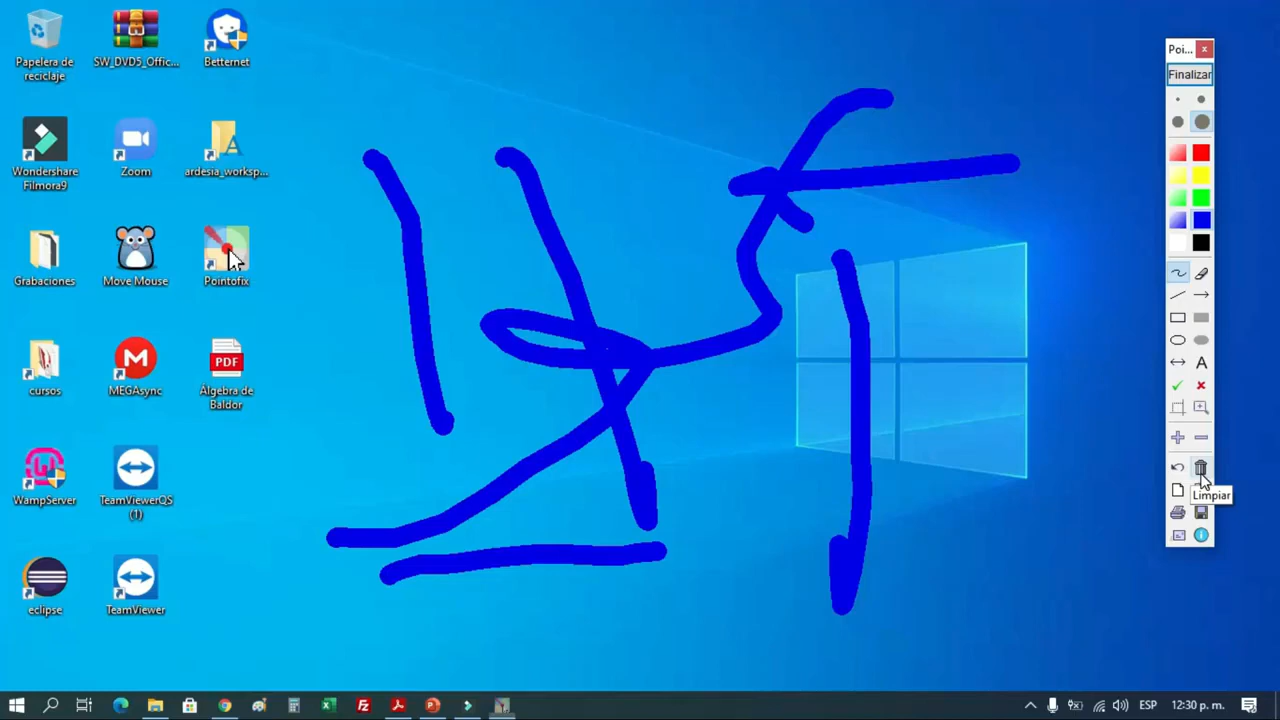 Papelera de
reciclaje
SW_DVD5_Offic...
Betternet
Wondershare
Filmora9
Zoom
ardesia_worksp...
Grabaciones
Move Mouse
Pointofix
cursos
MEGAsync
PDF
Álgebra de
Baldor
WampServer
TeamViewerQS
(1)
eclipse
TeamViewer
Poi...
Finalizar
A
Limpiar
ESP
12:30 p. m.